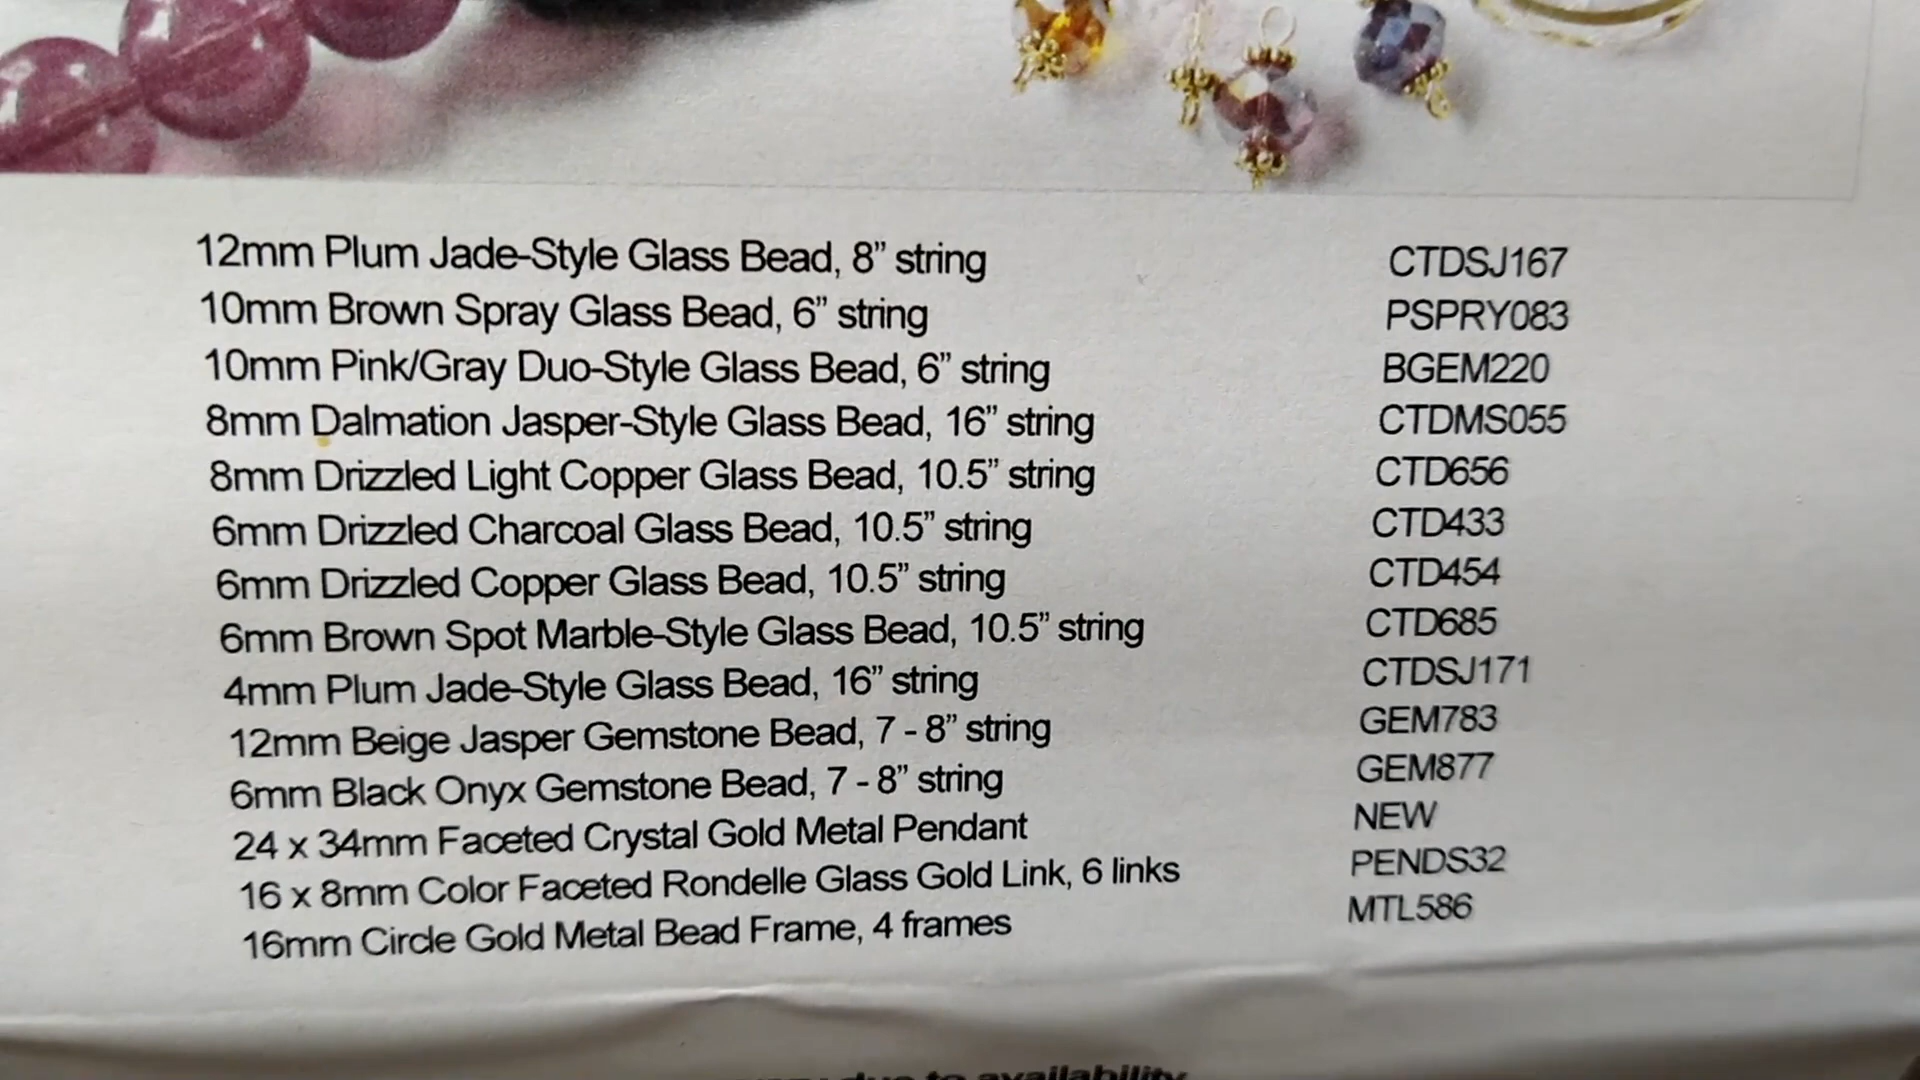 12mm Plum Jade-Style Glass Bead, 8” string CTDSJ167
10mm Brown Spray Glass Bead, 6” string PSPRY083
10mm Pink/Gray Duo-Style Glass Bead, 6” string BGEM220
8mm Dalmation Jasper-Style Glass Bead, 16” string CTDMS055
8mm Drizzled Light Copper Glass Bead, 10.5” string CTD656
6mm Drizzled Charcoal Glass Bead, 10.5” string CTD433
6mm Drizzled Copper Glass Bead, 10.5” string CTD454
6mm Brown Spot Marble-Style Glass Bead, 10.5” string CTD685
4mm Plum Jade-Style Glass Bead, 16” string CTDSJ171
12mm Beige Jasper Gemstone Bead, 7 - 8” string GEM783
6mm Black Onyx Gemstone Bead, 7 - 8” string GEM877
24 x 34mm Faceted Crystal Gold Metal Pendant NEW
16 x 8mm Color Faceted Rondelle Glass Gold Link, 6 links PENDS32
16mm Circle Gold Metal Bead Frame, 4 frames MTL586
due to availability